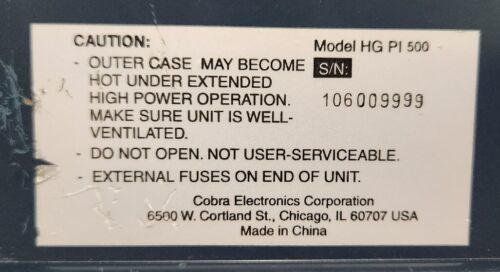 CAUTION:
Model HG PI 500
- OUTER CASE MAY BECOME
HOT UNDER EXTENDED
HIGH POWER OPERATION.
MAKE SURE UNIT IS WELL-
VENTILATED.
S/N:
106009999
- DO NOT OPEN. NOT USER-SERVICEABLE.
- EXTERNAL FUSES ON END OF UNIT.
Cobra Electronics Corporation
6500 W. Cortland St., Chicago, IL 60707 USA
Made in China